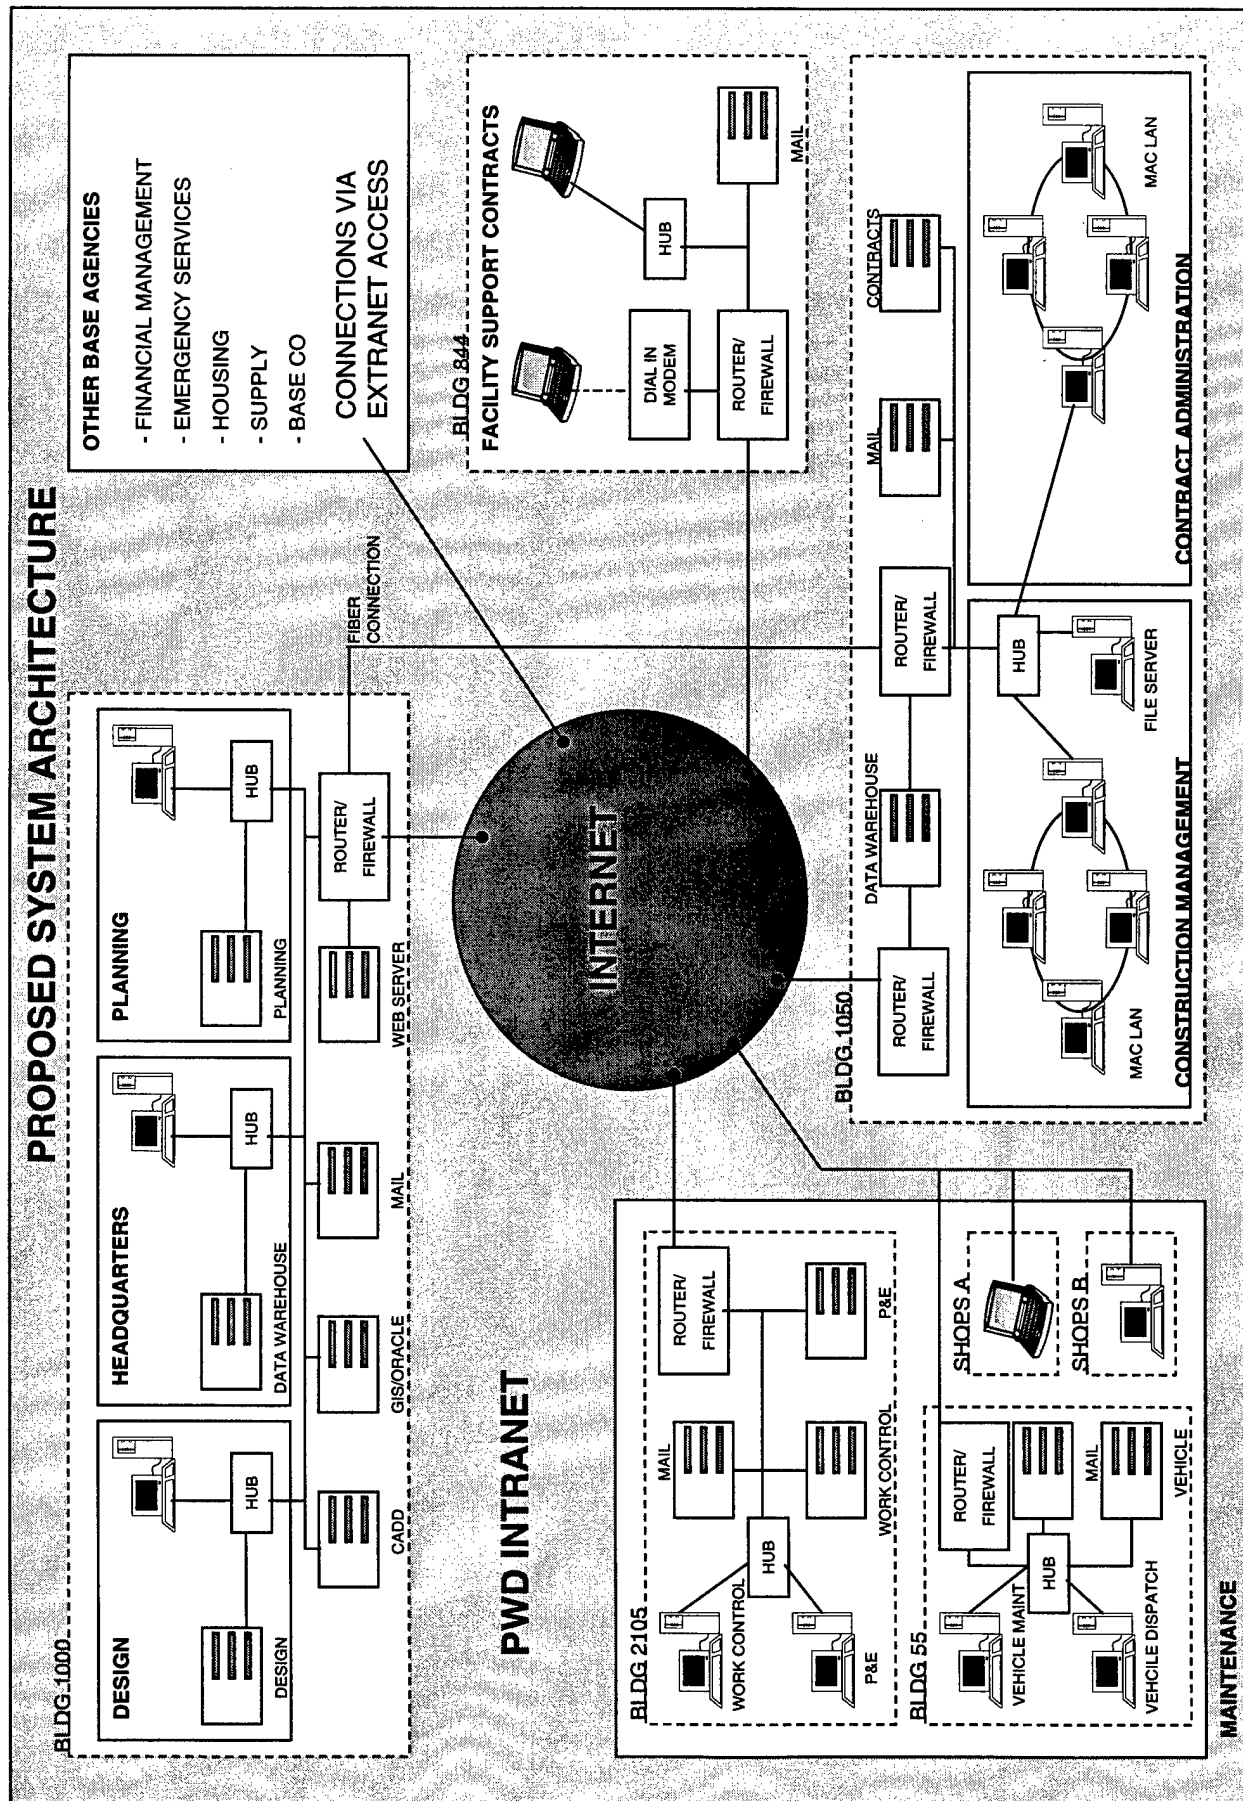 PROPOSED SYSTEM ARCHITECTURE
BLDG 1000
DESIGN
HUB
DESIGN
HEADQUARTERS
HUB
DATA WAREHOUSE
PLANNING
HUB
PLANNING
CADD
GIS/ORACLE
MAIL
WEB SERVER
ROUTER/
FIREWALL
FIBER
CONNECTION
OTHER BASE AGENCIES
- FINANCIAL MANAGEMENT
- EMERGENCY SERVICES
- HOUSING
- SUPPLY
- BASE CO
CONNECTIONS VIA
EXTRANET ACCESS
PWD INTRANET
INTERNET
BLDG 844
FACILITY SUPPORT CONTRACTS
DIAL IN
MODEM
HUB
ROUTER/
FIREWALL
MAIL
BLDG 2105
MAIL
ROUTER/
FIREWALL
WORK CONTROL
HUB
P&E
WORK CONTROL
P&E
BLDG 55
ROUTER/
FIREWALL
VEHICLE MAINT
HUB
MAIL
VEHICLE DISPATCH
VEHICLE
SHOPS A
SHOPS B
MAINTENANCE
BLDG 1050
ROUTER/
FIREWALL
DATA WAREHOUSE
ROUTER/
FIREWALL
MAIL
CONTRACTS
HUB
MAC LAN
FILE SERVER
CONSTRUCTION MANAGEMENT
MAC LAN
CONTRACT ADMINISTRATION